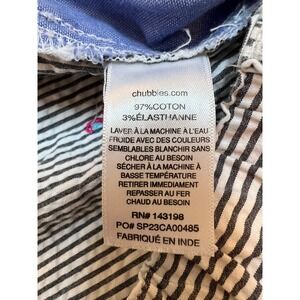 chubbies.com
97%COTON
3%ÉLASTHANNE
LAVER À LA MACHINE À L'EAU
FROIDE AVEC DES COULEURS
SEMBLABLES BLANCHIR SANS
CHLORE AU BESOIN
SÉCHER À LA MACHINE À
BASSE TEMPÉRATURE
RETIRER IMMEDIAMENT
REPASSER AU FER
CHAUD AU BESOIN
RN# 143198
PO# SP23CA00485
FABRIQUÉ EN INDE